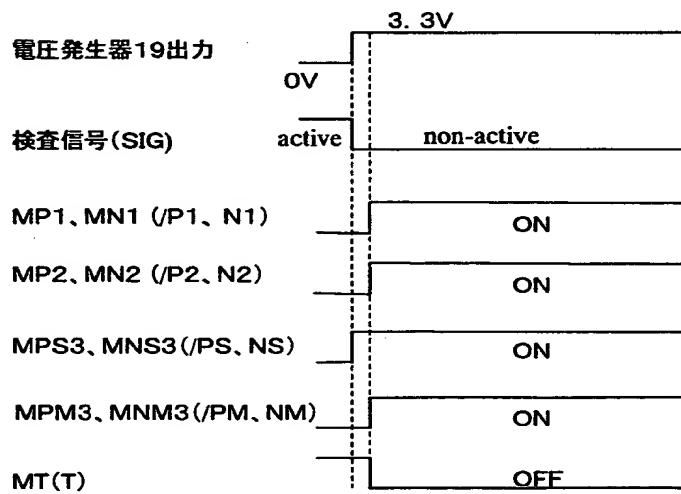 3. 3V
電圧発生器19出力
0V
検査信号(SIG) active non-active
MP1、MN1 (/P1、N1) ON
MP2、MN2 (/P2、N2) ON
MPS3、MNS3(/PS、NS) ON
MPM3、MNM3(/PM、NM) ON
MT(T) OFF